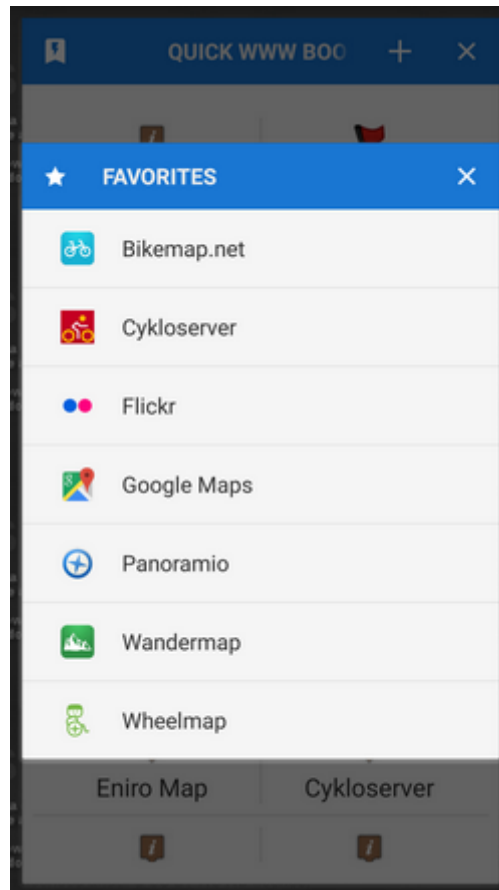 QUICK WWW BOO
FAVORITES
Bikemap.net
Cykloserver
Flickr
Google Maps
Panoramio
Wandermap
Wheelmap
Eniro Map
Cykloserver